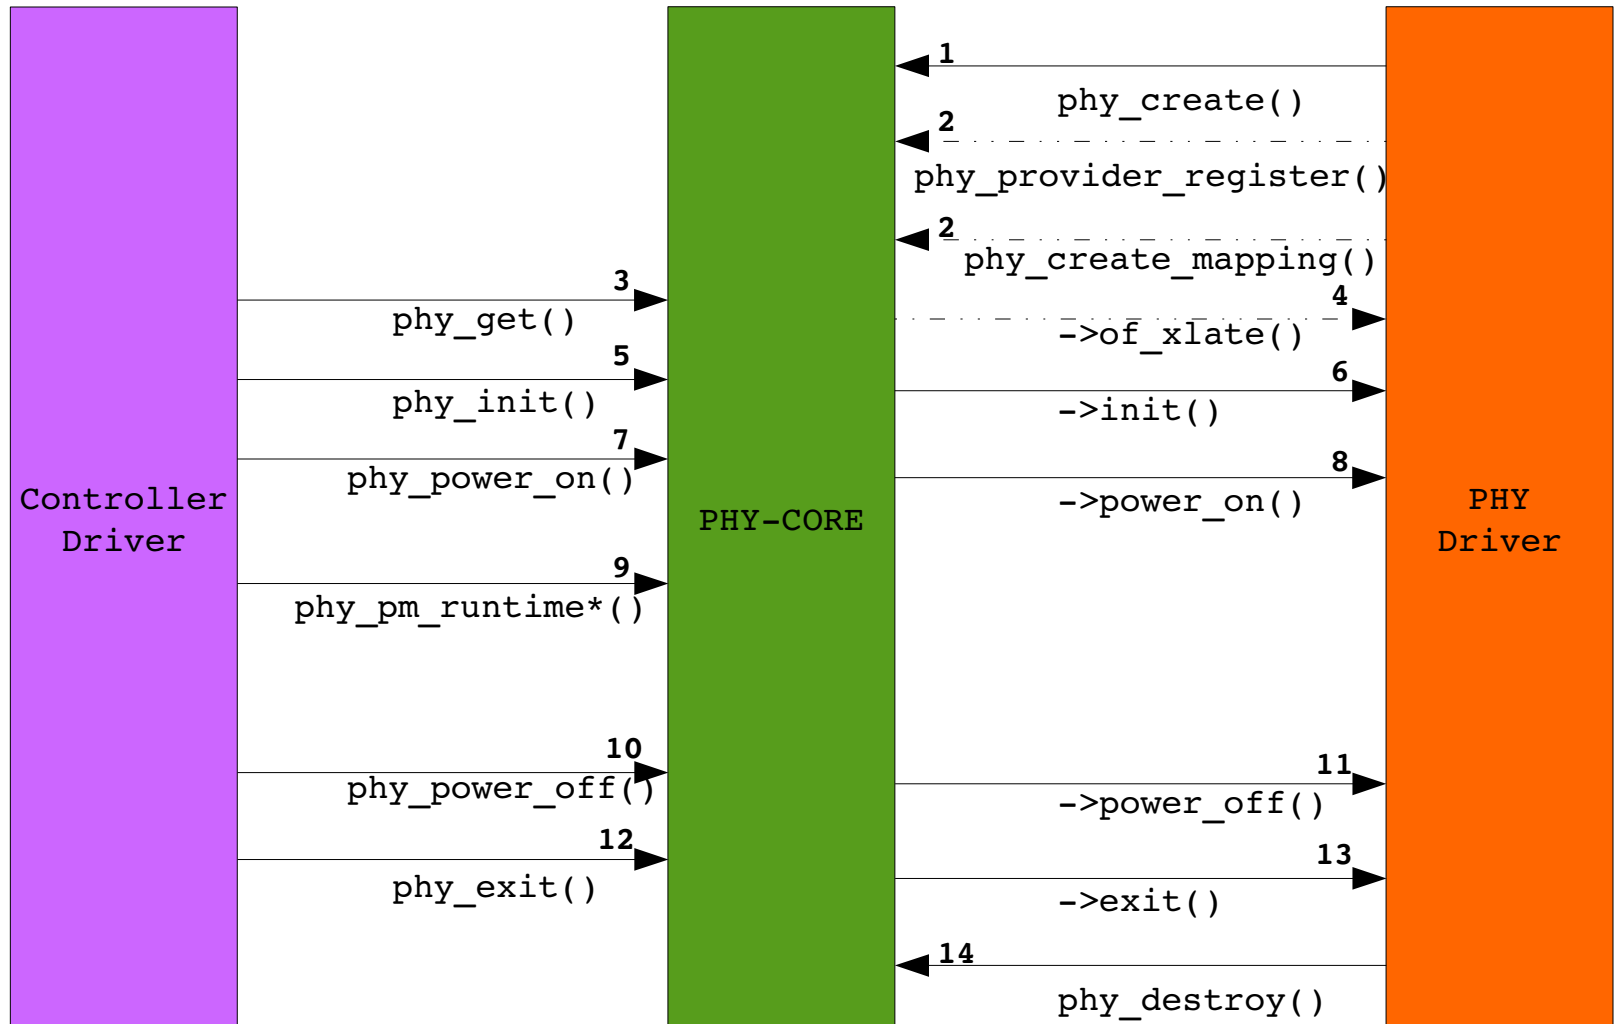 1
phy_create()
2
phy_provider_register()
2
phy_create_mapping()
3
phy_get()
4
->of_xlate()
5
phy_init()
6
->init()
7
phy_power_on()
8
->power_on()
Controller
Driver
PHY-CORE
PHY
Driver
9
phy_pm_runtime*()
10
phy_power_off()
11
->power_off()
12
phy_exit()
13
->exit()
14
phy_destroy()